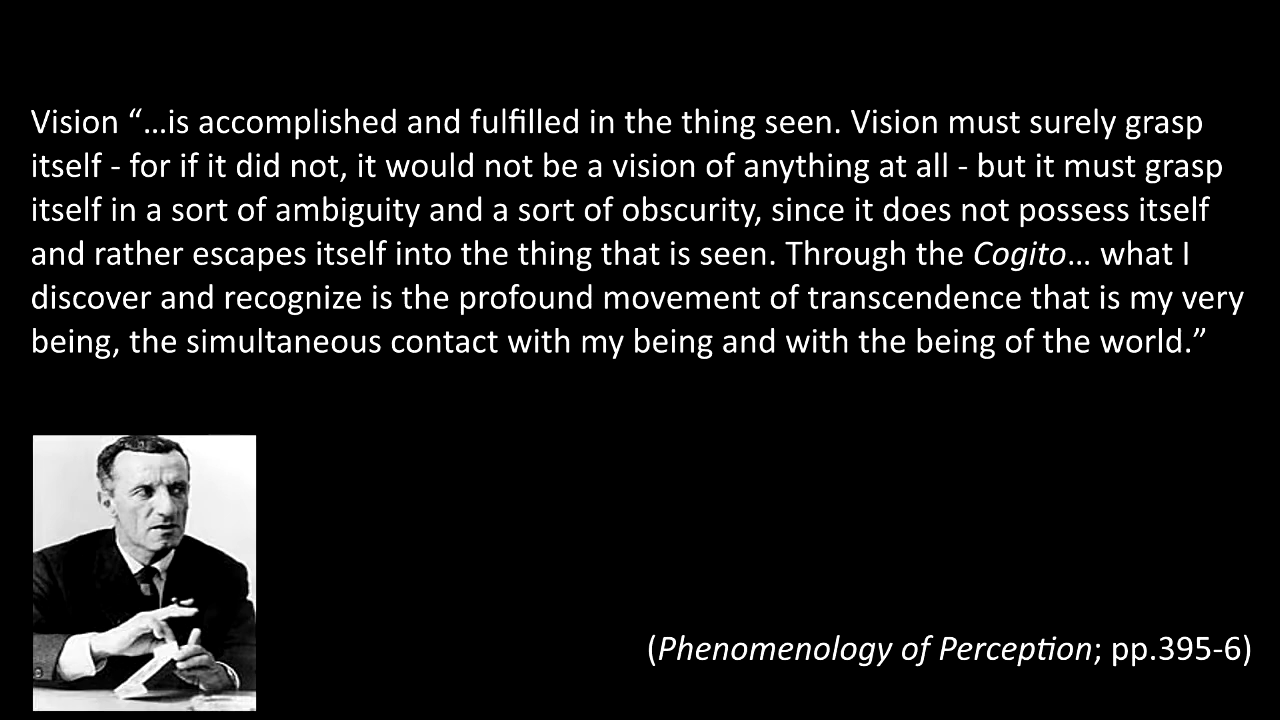 Vision “…is accomplished and fulfilled in the thing seen. Vision must surely grasp
itself - for if it did not, it would not be a vision of anything at all - but it must grasp
itself in a sort of ambiguity and a sort of obscurity, since it does not possess itself
and rather escapes itself into the thing that is seen. Through the Cogito… what I
discover and recognize is the profound movement of transcendence that is my very
being, the simultaneous contact with my being and with the being of the world.”
(Phenomenology of Perception; pp.395-6)